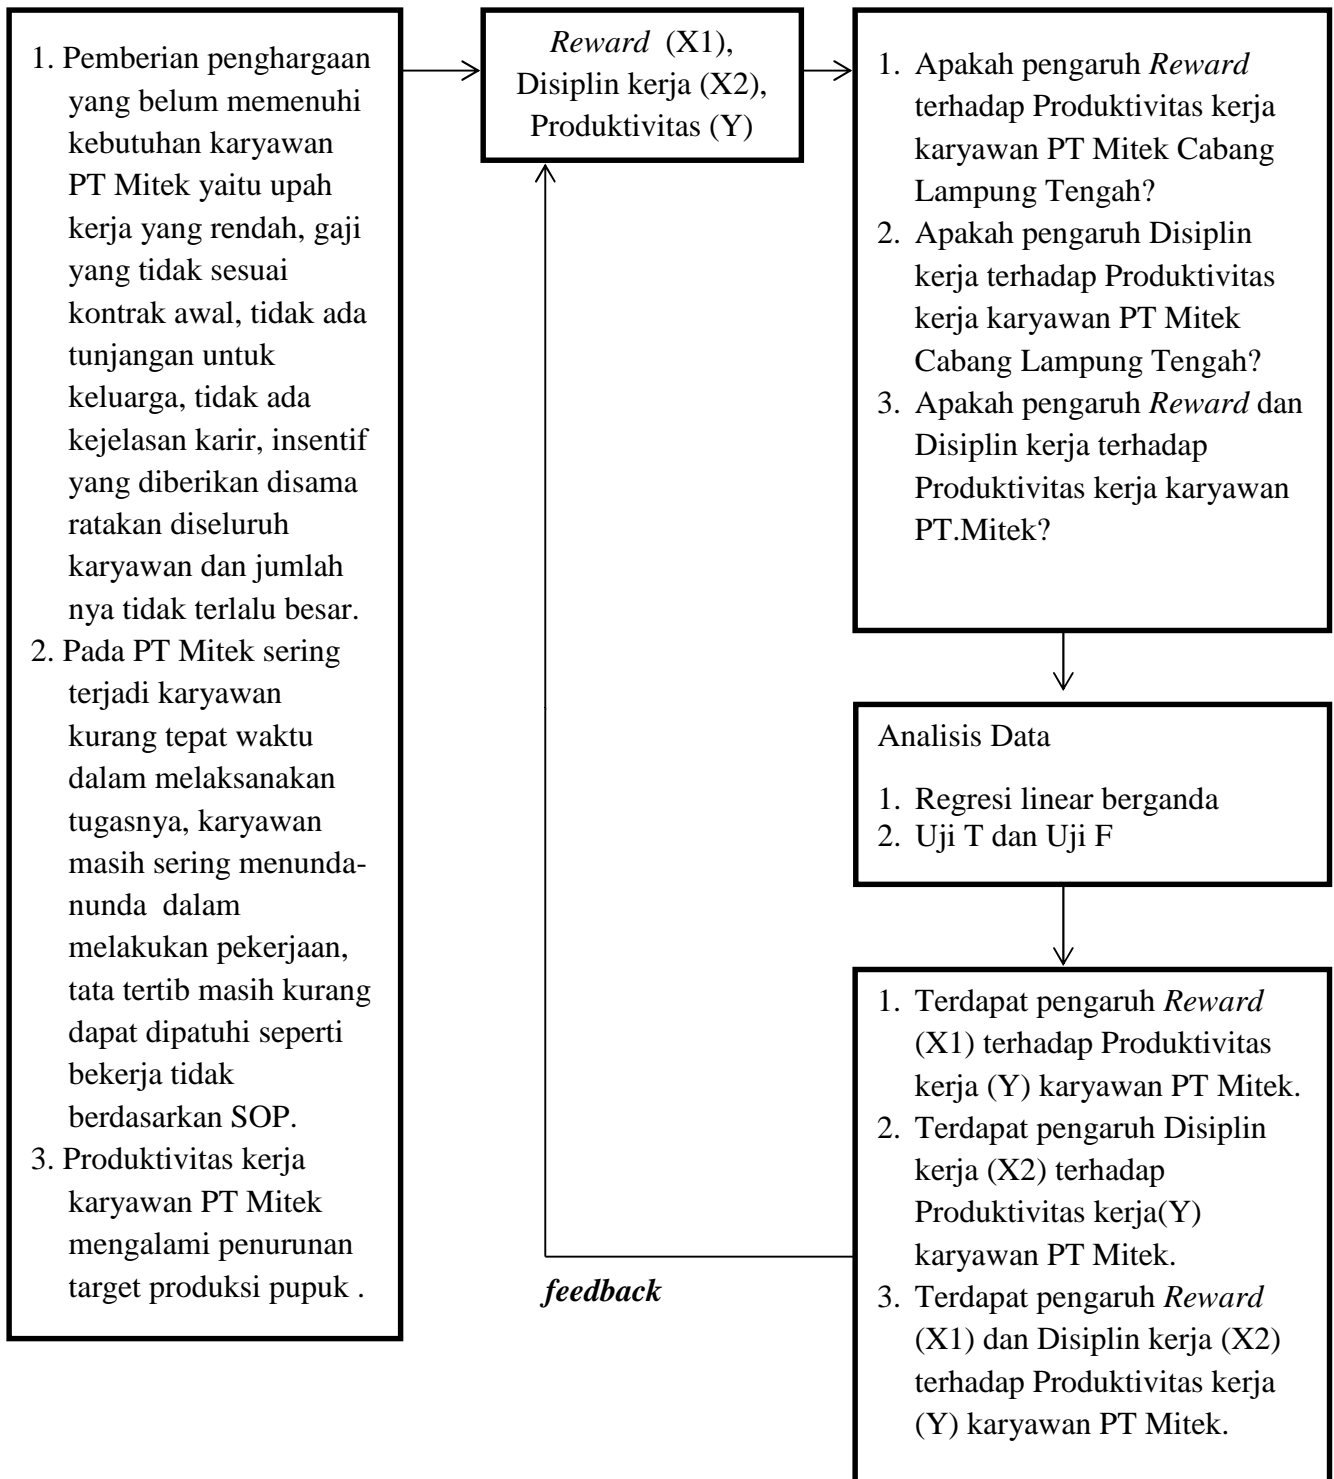 1. Pemberian penghargaan
yang belum memenuhi
kebutuhan karyawan
PT Mitek yaitu upah
kerja yang rendah, gaji
yang tidak sesuai
kontrak awal, tidak ada
tunjangan untuk
keluarga, tidak ada
kejelasan karir, insentif
yang diberikan disama
ratakan diseluruh
karyawan dan jumlah
nya tidak terlalu besar.
2. Pada PT Mitek sering
terjadi karyawan
kurang tepat waktu
dalam melaksanakan
tugasnya, karyawan
masih sering menunda-
nunda dalam
melakukan pekerjaan,
tata tertib masih kurang
dapat dipatuhi seperti
bekerja tidak
berdasarkan SOP.
3. Produktivitas kerja
karyawan PT Mitek
mengalami penurunan
target produksi pupuk .
Reward (X1),
Disiplin kerja (X2),
Produktivitas (Y)
1. Apakah pengaruh Reward
terhadap Produktivitas kerja
karyawan PT Mitek Cabang
Lampung Tengah?
2. Apakah pengaruh Disiplin
kerja terhadap Produktivitas
kerja karyawan PT Mitek
Cabang Lampung Tengah?
3. Apakah pengaruh Reward dan
Disiplin kerja terhadap
Produktivitas kerja karyawan
PT.Mitek?
Analisis Data
1. Regresi linear berganda
2. Uji T dan Uji F
1. Terdapat pengaruh Reward
(X1) terhadap Produktivitas
kerja (Y) karyawan PT Mitek.
2. Terdapat pengaruh Disiplin
kerja (X2) terhadap
Produktivitas kerja(Y)
karyawan PT Mitek.
3. Terdapat pengaruh Reward
(X1) dan Disiplin kerja (X2)
terhadap Produktivitas kerja
(Y) karyawan PT Mitek.
feedback